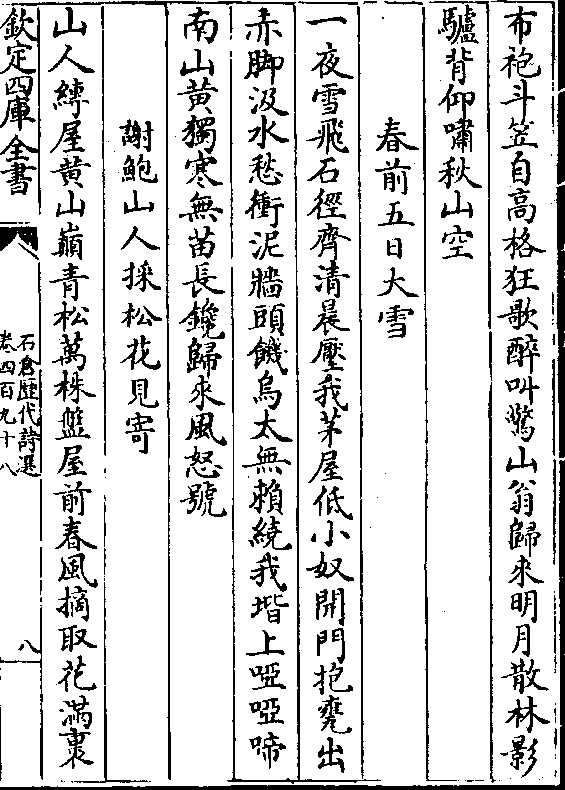 布袍斗笠自高格狂歌醉叫驚山翁歸來明月散林影
驢背仰嘯秋山空
春前五日大雪
一夜雪飛石徑齊清晨壓我茅屋低小奴開門抱甕出
赤脚汲水愁衝泥牆頭饑烏太無賴繞我堦上啞啞啼
南山黄獨寒無苗長鑱歸來風怒號
謝鮑山人採松花見寄
山人縛屋黄山巔青松萬株盤屋前春風摘取花滿裹
欽定四庫全書
石倉歷代詩選
卷四百九十八
八